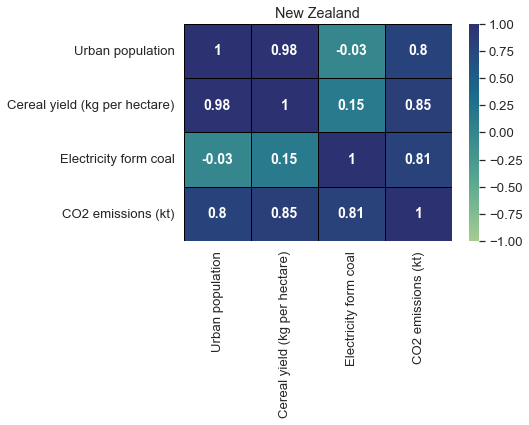 New Zealand
Urban population
1 0.98 -0.03 0.8
Cereal yield (kg per hectare)
0.98 1 0.15 0.85
Electricity form coal
-0.03 0.15 1 0.81
CO2 emissions (kt)
0.8 0.85 0.81 1
Urban population
Cereal yield (kg per hectare)
Electricity form coal
CO2 emissions (kt)
1.00
0.75
0.50
0.25
0.00
−0.25
−0.50
−0.75
−1.00